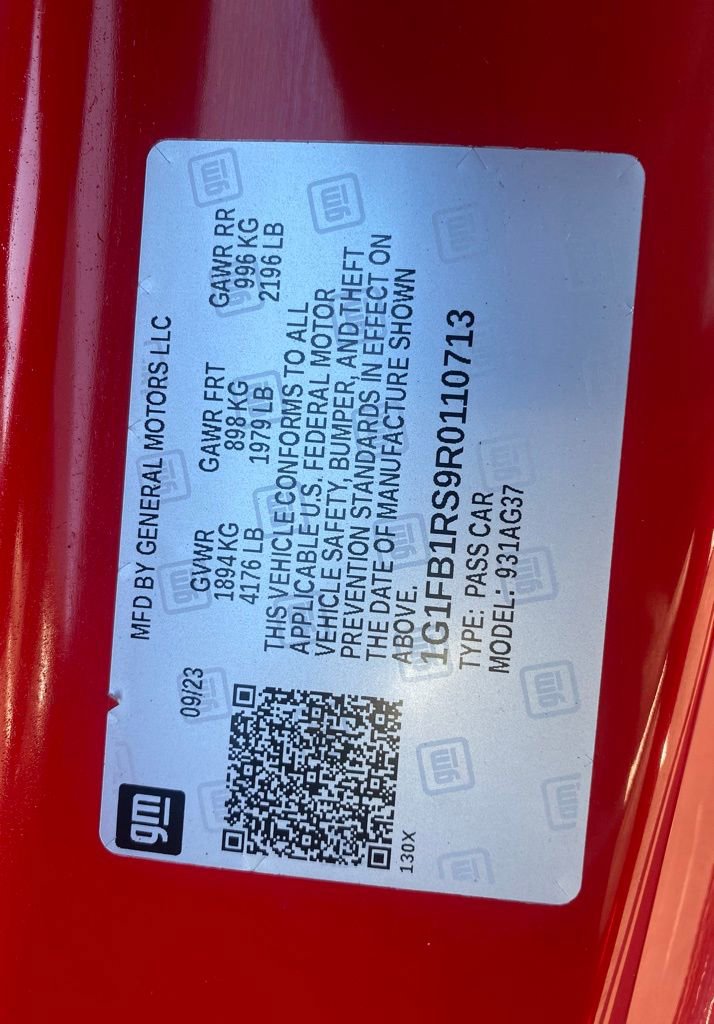 gm
MFD BY GENERAL MOTORS LLC
09/23
GVWR GAWR FRT GAWR RR
1894 KG 898 KG 996 KG
4176 LB 1979 LB 2196 LB
THIS VEHICLE CONFORMS TO ALL
APPLICABLE U.S. FEDERAL MOTOR
VEHICLE SAFETY, BUMPER, AND THEFT
PREVENTION STANDARDS IN EFFECT ON
THE DATE OF MANUFACTURE SHOWN
ABOVE.
1G1FB1RS9R0110713
TYPE: PASS CAR
MODEL: 931AG37
130X